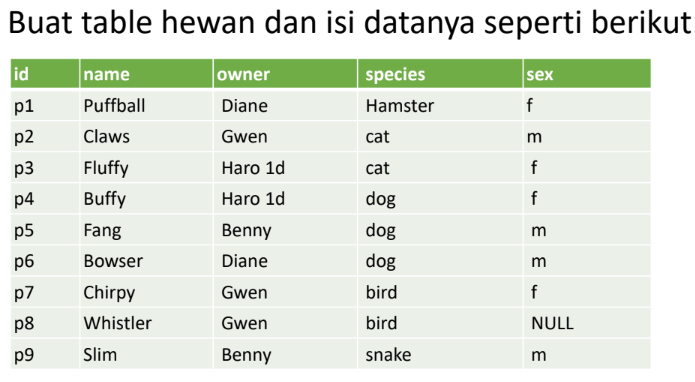 Buat table hewan dan isi datanya seperti berikut
id name owner species sex
p1 Puffball Diane Hamster f
p2 Claws Gwen cat m
p3 Fluffy Haro 1d cat f
p4 Buffy Haro 1d dog f
p5 Fang Benny dog m
p6 Bowser Diane dog m
p7 Chirpy Gwen bird f
p8 Whistler Gwen bird NULL
p9 Slim Benny snake m